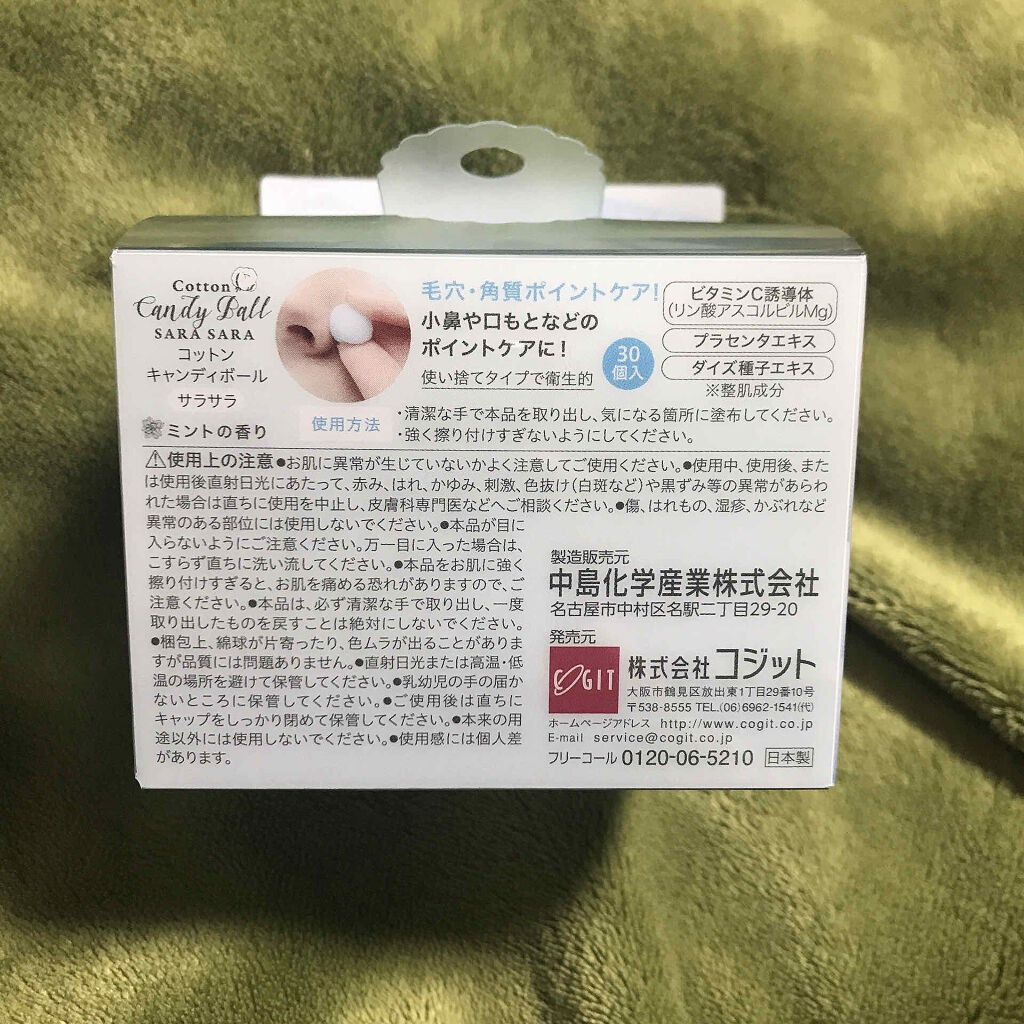 Cotton
Candy Ball
SARA SARA
コットン
キャンディボール
サラサラ
ミントの香り
毛穴・角質ポイントケア!
小鼻や口もとなどの
ポイントケアに!
使い捨てタイプで衛生的
30
個入
ビタミンC誘導体
(リン酸アスコルビルMg)
プラセンタエキス
ダイズ種子エキス
※整肌成分
使用方法
・清潔な手で本品を取り出し、気になる箇所に塗布してください。
・強く擦り付けすぎないようにしてください。
⚠使用上の注意●お肌に異常が生じていないかよく注意してご使用ください。●使用中、使用後、また
は使用後直射日光にあたって、赤み、はれ、かゆみ、刺激、色抜け(白斑など)や黒ずみ等の異常があらわ
れた場合は直ちに使用を中止し、皮膚科専門医などへご相談ください。●傷、はれもの、湿疹、かぶれなど
異常のある部位には使用しないでください。●本品が目に
入らないようにご注意ください。万一目に入った場合は、
こすらず直ちに洗い流してください。●本品をお肌に強く
擦り付けすぎると、お肌を痛める恐れがありますので、ご
注意ください。●本品は、必ず清潔な手で取り出し、一度
取り出したものを戻すことは絶対にしないでください。
●梱包上、綿球が片寄ったり、色ムラが出ることがありま
すが品質には問題ありません。●直射日光または高温・低
温の場所を避けて保管してください。●乳幼児の手の届か
ないところに保管してください。●ご使用後は直ちに
キャップをしっかり閉めて保管してください。●本来の用
途以外には使用しないでください。●使用感には個人差
があります。
製造販売元
中島化学産業株式会社
名古屋市中村区名駅二丁目29-20
発売元
COGIT
株式会社コジット
大阪市鶴見区放出東1丁目29番10号
〒538-8555 TEL.(06)6962-1541(代)
ホームページアドレス http://www.cogit.co.jp
E-mail service@cogit.co.jp
フリーコール 0120-06-5210 日本製